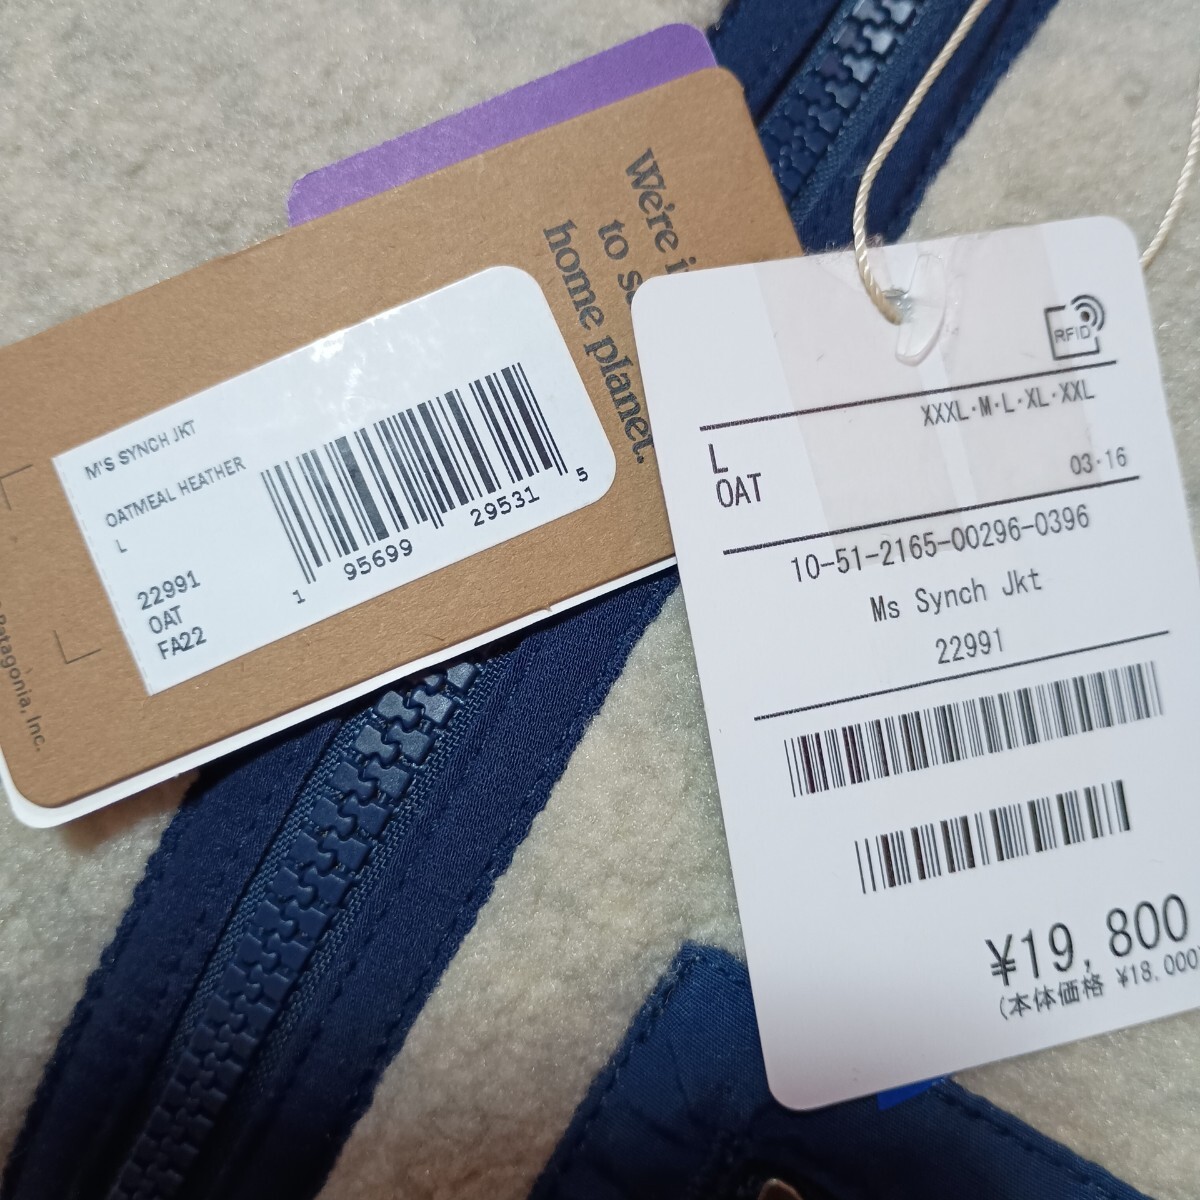 We're i
to s
home planet.
M'S SYNCH JKT
OATMEAL HEATHER
L
22991
OAT
FA22
1 95699 29531 5
Patagonia, Inc.
RFID
XXXL·M·L·XL·XXL
L
OAT 03·16
10-51-2165-00296-0396
Ms Synch Jkt
22991
¥19,800
(本体価格 ¥18.000)